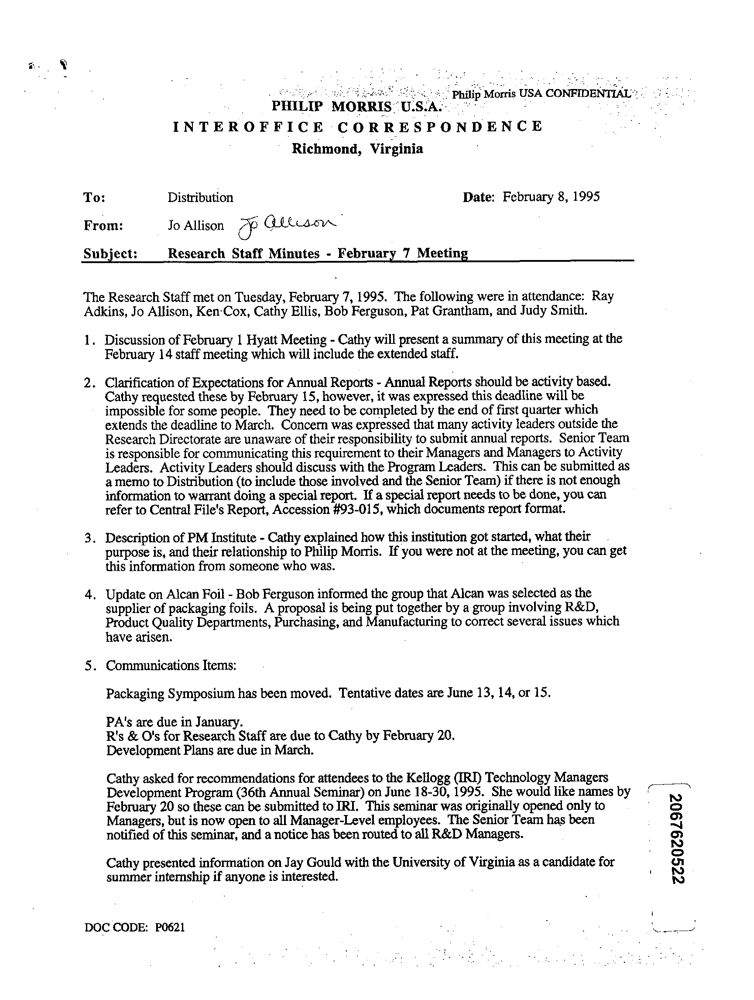 Philip Morris USA CONFIDENTIAL
PHILIP MORRIS U.S.A.
INTEROFFICE CORRESPONDENCE
Richmond, Virginia
To: Distribution Date: February 8, 1995
From: Jo Allison Jo Allison
Subject: Research Staff Minutes - February 7 Meeting
The Research Staff met on Tuesday, February 7, 1995. The following were in attendance: Ray
Adkins, Jo Allison, Ken Cox, Cathy Ellis, Bob Ferguson, Pat Grantham, and Judy Smith.
1. Discussion of February 1 Hyatt Meeting - Cathy will present a summary of this meeting at the
February 14 staff meeting which will include the extended staff.
2. Clarification of Expectations for Annual Reports - Annual Reports should be activity based.
Cathy requested these by February 15, however, it was expressed this deadline will be
impossible for some people. They need to be completed by the end of first quarter which
extends the deadline to March. Concern was expressed that many activity leaders outside the
Research Directorate are unaware of their responsibility to submit annual reports. Senior Team
is responsible for communicating this requirement to their Managers and Managers to Activity
Leaders. Activity Leaders should discuss with the Program Leaders. This can be submitted as
a memo to Distribution (to include those involved and the Senior Team) if there is not enough
information to warrant doing a special report. If a special report needs to be done, you can
refer to Central File's Report, Accession #93-015, which documents report format.
3. Description of PM Institute - Cathy explained how this institution got started, what their
purpose is, and their relationship to Philip Morris. If you were not at the meeting, you can get
this information from someone who was.
4. Update on Alcan Foil - Bob Ferguson informed the group that Alcan was selected as the
supplier of packaging foils. A proposal is being put together by a group involving R&D,
Product Quality Departments, Purchasing, and Manufacturing to correct several issues which
have arisen.
5. Communications Items:
Packaging Symposium has been moved. Tentative dates are June 13, 14, or 15.
PA's are due in January.
R's & O's for Research Staff are due to Cathy by February 20.
Development Plans are due in March.
Cathy asked for recommendations for attendees to the Kellogg (IRI) Technology Managers
Development Program (36th Annual Seminar) on June 18-30, 1995. She would like names by
February 20 so these can be submitted to IRI. This seminar was originally opened only to
Managers, but is now open to all Manager-Level employees. The Senior Team has been
notified of this seminar, and a notice has been routed to all R&D Managers.
Cathy presented information on Jay Gould with the University of Virginia as a candidate for
summer internship if anyone is interested.
2067620522
DOC CODE: P0621